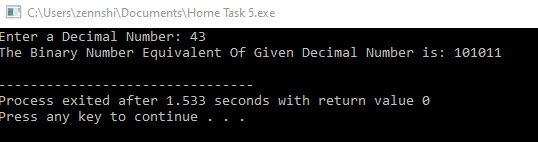 C:\Users\zennshi\Documents\Home Task 5.exe
Enter a Decimal Number: 43
The Binary Number Equivalent Of Given Decimal Number is: 101011
--------------------------------
Process exited after 1.533 seconds with return value 0
Press any key to continue . . .